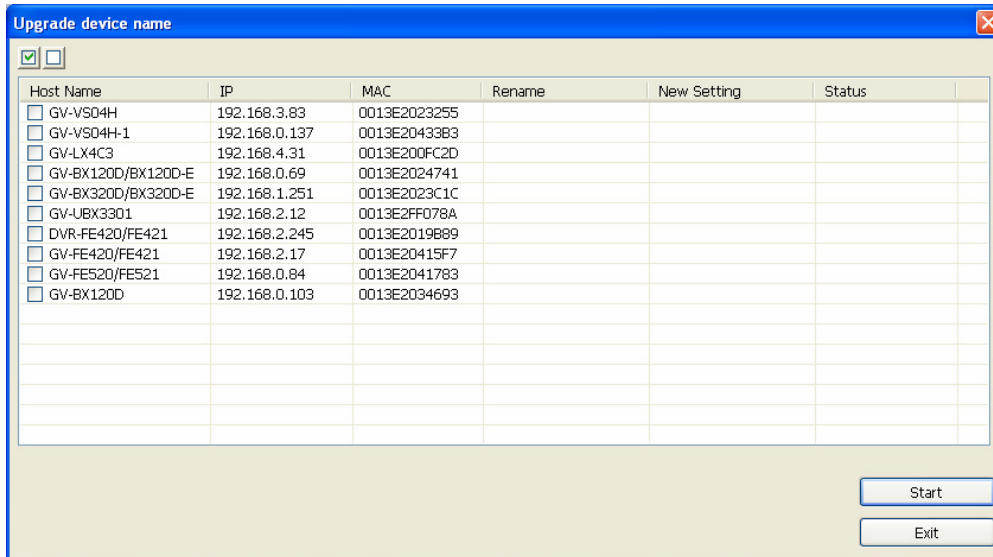 Upgrade device name
Host Name IP MAC Rename New Setting Status
GV-VS04H 192.168.3.83 0013E2023255
GV-VS04H-1 192.168.0.137 0013E20433B3
GV-LX4C3 192.168.4.31 0013E200FC2D
GV-BX120D/BX120D-E 192.168.0.69 0013E2024741
GV-BX320D/BX320D-E 192.168.1.251 0013E2023C1C
GV-UBX3301 192.168.2.12 0013E2FF078A
DVR-FE420/FE421 192.168.2.245 0013E2019B89
GV-FE420/FE421 192.168.2.17 0013E20415F7
GV-FE520/FE521 192.168.0.84 0013E2041783
GV-BX120D 192.168.0.103 0013E2034693
Start
Exit